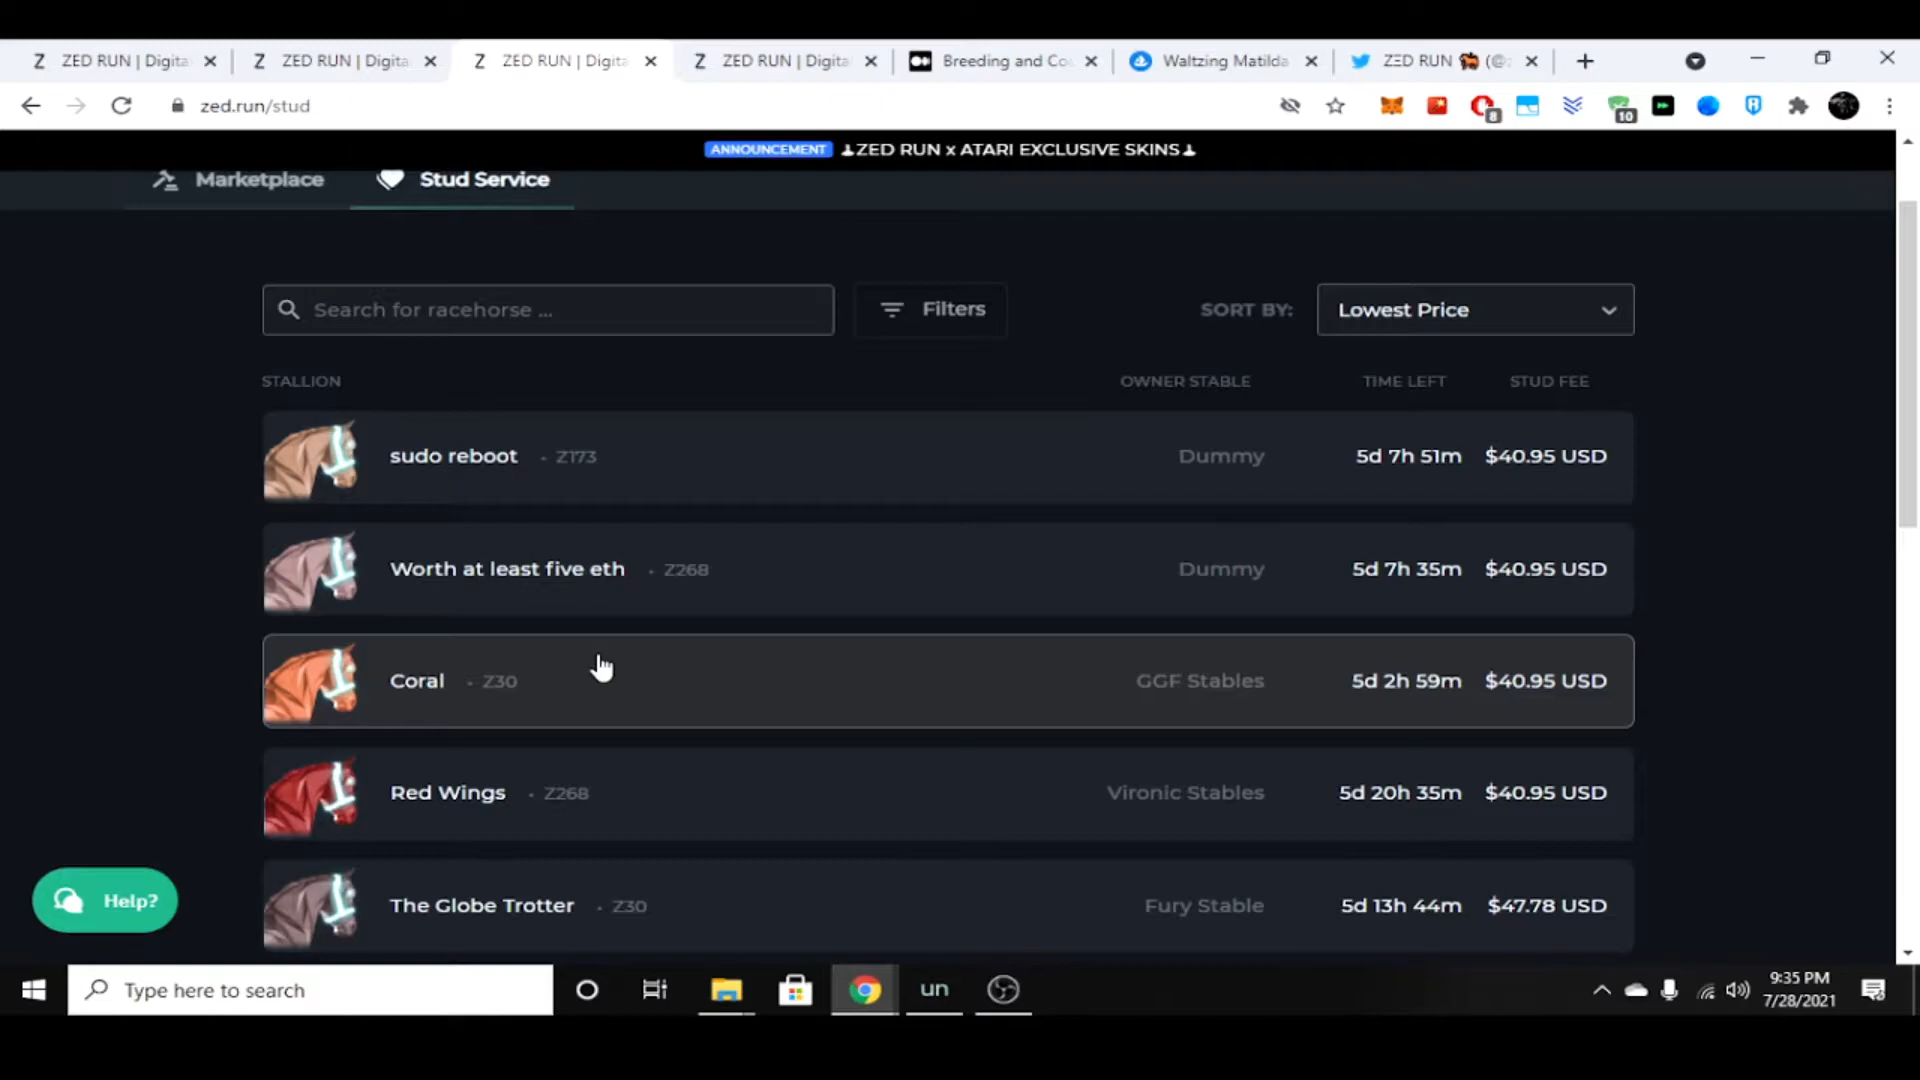 ZED RUN | Digita
ZED RUN | Digita
ZED RUN | Digita
ZED RUN | Digita
Breeding and Co
Waltzing Matilda
ZED RUN (@
zed.run/stud
8
10
ANNOUNCEMENT ZED RUN x ATARI EXCLUSIVE SKINS
Marketplace
Stud Service
Search for racehorse ...
Filters
SORT BY:
Lowest Price
STALLION OWNER STABLE TIME LEFT STUD FEE
sudo reboot • Z173 Dummy 5d 7h 51m $40.95 USD
Worth at least five eth • Z268 Dummy 5d 7h 35m $40.95 USD
Coral • Z30 GGF Stables 5d 2h 59m $40.95 USD
Red Wings • Z268 Vironic Stables 5d 20h 35m $40.95 USD
The Globe Trotter • Z30 Fury Stable 5d 13h 44m $47.78 USD
Help?
Type here to search
un
9:35 PM
7/28/2021